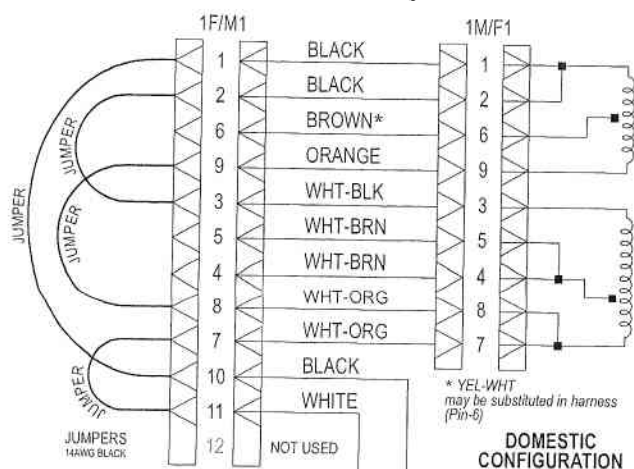 1F/M1
1M/F1
1 BLACK 1
2 BLACK 2
6 BROWN* 6
9 ORANGE 9
3 WHT-BLK 3
5 WHT-BRN 5
4 WHT-BRN 4
8 WHT-ORG 8
7 WHT-ORG 7
10 BLACK
11 WHITE
12 NOT USED
JUMPER
JUMPER
JUMPER
JUMPER
JUMPERS
14AWG BLACK
* YEL-WHT
may be substituted in harness
(Pin-6)
DOMESTIC
CONFIGURATION